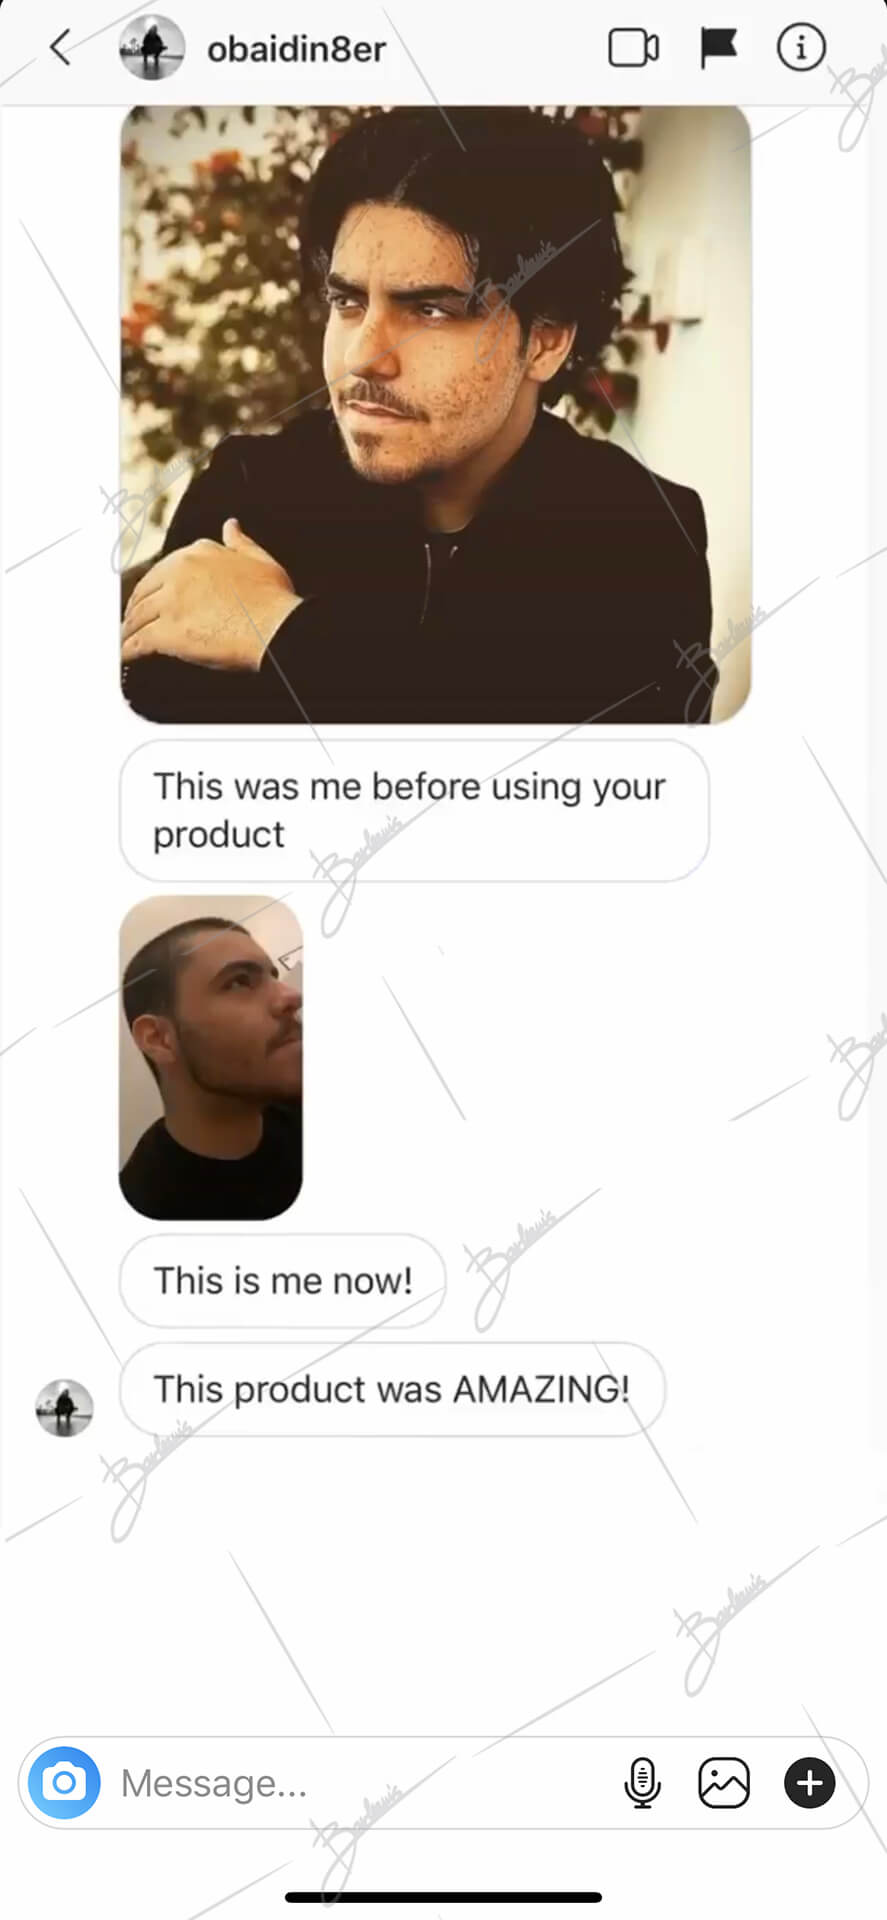 obaidin8er
This was me before using your
product
This is me now!
This product was AMAZING!
Message...